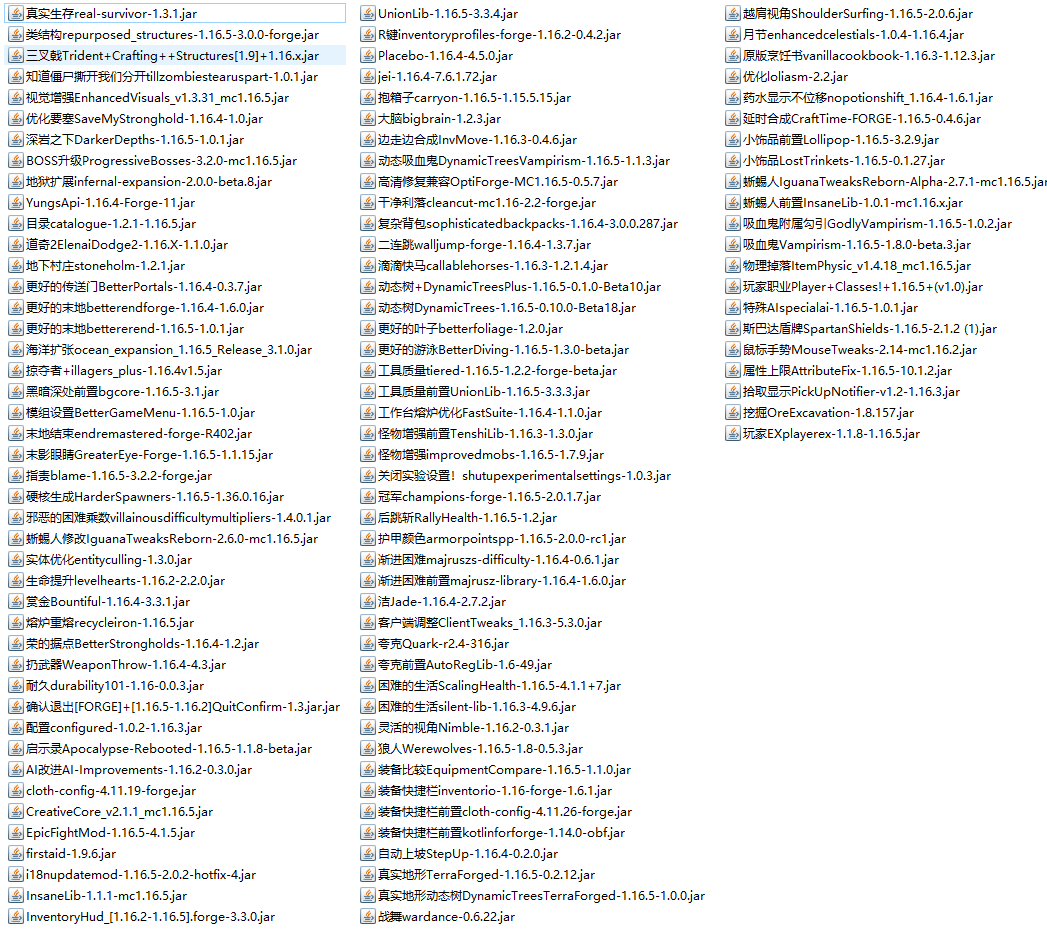 真实生存real-survivor-1.3.1.jar
类结构repurposed_structures-1.16.5-3.0.0-forge.jar
三叉戟Trident+Crafting++Structures[1.9]+1.16.x.jar
知道僵尸撕开我们分开tillzombiestearuspart-1.0.1.jar
视觉增强EnhancedVisuals_v1.3.31_mc1.16.5.jar
优化要塞SaveMyStronghold-1.16.4-1.0.jar
深岩之下DarkerDepths-1.16.5-1.0.1.jar
BOSS升级ProgressiveBosses-3.2.0-mc1.16.5.jar
地狱扩展infernal-expansion-2.0.0-beta.8.jar
YungsApi-1.16.4-Forge-11.jar
目录catalogue-1.2.1-1.16.5.jar
道奇2ElenaiDodge2-1.16.X-1.1.0.jar
地下村庄stoneholm-1.2.1.jar
更好的传送门BetterPortals-1.16.4-0.3.7.jar
更好的末地betterendforge-1.16.4-1.6.0.jar
更好的末地bettererend-1.16.5-1.0.1.jar
海洋扩张ocean_expansion_1.16.5_Release_3.1.0.jar
掠夺者+illagers_plus-1.16.4v1.5.jar
黑暗深处前置bgcore-1.16.5-3.1.jar
模组设置BetterGameMenu-1.16.5-1.0.jar
末地结束endremastered-forge-R402.jar
末影眼睛GreaterEye-Forge-1.16.5-1.1.15.jar
指责blame-1.16.5-3.2.2-forge.jar
硬核生成HarderSpawners-1.16.5-1.36.0.16.jar
邪恶的困难乘数villainousdifficultymultipliers-1.4.0.1.jar
蜥蜴人修改IguanaTweaksReborn-2.6.0-mc1.16.5.jar
实体优化entityculling-1.3.0.jar
生命提升levelhearts-1.16.2-2.2.0.jar
赏金Bountiful-1.16.4-3.3.1.jar
熔炉重熔recycleiron-1.16.5.jar
荣的据点BetterStrongholds-1.16.4-1.2.jar
扔武器WeaponThrow-1.16.4-4.3.jar
耐久durability101-1.16-0.0.3.jar
确认退出[FORGE]+[1.16.5-1.16.2]QuitConfirm-1.3.jar.jar
配置configured-1.0.2-1.16.3.jar
启示录Apocalypse-Rebooted-1.16.5-1.1.8-beta.jar
AI改进AI-Improvements-1.16.2-0.3.0.jar
cloth-config-4.11.19-forge.jar
CreativeCore_v2.1.1_mc1.16.5.jar
EpicFightMod-1.16.5-4.1.5.jar
firstaid-1.9.6.jar
i18nupdatemod-1.16.5-2.0.2-hotfix-4.jar
InsaneLib-1.1.1-mc1.16.5.jar
InventoryHud_[1.16.2-1.16.5].forge-3.3.0.jar
UnionLib-1.16.5-3.3.4.jar
R键inventoryprofiles-forge-1.16.2-0.4.2.jar
Placebo-1.16.4-4.5.0.jar
jei-1.16.4-7.6.1.72.jar
抱箱子carryon-1.16.5-1.15.5.15.jar
大脑bigbrain-1.2.3.jar
边走边合成InvMove-1.16.3-0.4.6.jar
动态吸血鬼DynamicTreesVampirism-1.16.5-1.1.3.jar
高清修复兼容OptiForge-MC1.16.5-0.5.7.jar
干净利落cleancut-mc1.16-2.2-forge.jar
复杂背包sophisticatedbackpacks-1.16.4-3.0.0.287.jar
二连跳walljump-forge-1.16.4-1.3.7.jar
滴滴快马callablehorses-1.16.3-1.2.1.4.jar
动态树+DynamicTreesPlus-1.16.5-0.1.0-Beta10.jar
动态树DynamicTrees-1.16.5-0.10.0-Beta18.jar
更好的叶子betterfoliage-1.2.0.jar
更好的游泳BetterDiving-1.16.5-1.3.0-beta.jar
工具质量tiered-1.16.5-1.2.2-forge-beta.jar
工具质量前置UnionLib-1.16.5-3.3.3.jar
工作台熔炉优化FastSuite-1.16.4-1.1.0.jar
怪物增强前置TenshiLib-1.16.3-1.3.0.jar
怪物增强improvedmobs-1.16.5-1.7.9.jar
关闭实验设置！shutupexperimentalsettings-1.0.3.jar
冠军champions-forge-1.16.5-2.0.1.7.jar
后跳斩RallyHealth-1.16.5-1.2.jar
护甲颜色armorpointspp-1.16.5-2.0.0-rc1.jar
渐进困难majruszs-difficulty-1.16.4-0.6.1.jar
渐进困难前置majrusz-library-1.16.4-1.6.0.jar
洁Jade-1.16.4-2.7.2.jar
客户端调整ClientTweaks_1.16.3-5.3.0.jar
夸克Quark-r2.4-316.jar
夸克前置AutoRegLib-1.6-49.jar
困难的生活ScalingHealth-1.16.5-4.1.1+7.jar
困难的生活silent-lib-1.16.3-4.9.6.jar
灵活的视角Nimble-1.16.2-0.3.1.jar
狼人Werewolves-1.16.5-1.8-0.5.3.jar
装备比较EquipmentCompare-1.16.5-1.1.0.jar
装备快捷栏inventorio-1.16-forge-1.6.1.jar
装备快捷栏前置cloth-config-4.11.26-forge.jar
装备快捷栏前置kotlinforforge-1.14.0-obf.jar
自动上坡StepUp-1.16.4-0.2.0.jar
真实地形TerraForged-1.16.5-0.2.12.jar
真实地形动态树DynamicTreesTerraForged-1.16.5-1.0.0.jar
战舞wardance-0.6.22.jar
越肩视角ShoulderSurfing-1.16.5-2.0.6.jar
月节enhancedcelestials-1.0.4-1.16.4.jar
原版烹饪书vanillacookbook-1.16.3-1.12.3.jar
优化loliasm-2.2.jar
药水显示不位移nopotionshift_1.16.4-1.6.1.jar
延时合成CraftTime-FORGE-1.16.5-0.4.6.jar
小饰品前置Lollipop-1.16.5-3.2.9.jar
小饰品LostTrinkets-1.16.5-0.1.27.jar
蜥蜴人IguanaTweaksReborn-Alpha-2.7.1-mc1.16.5.jar
蜥蜴人前置InsaneLib-1.0.1-mc1.16.x.jar
吸血鬼附属勾引GodlyVampirism-1.16.5-1.0.2.jar
吸血鬼Vampirism-1.16.5-1.8.0-beta.3.jar
物理掉落ItemPhysic_v1.4.18_mc1.16.5.jar
玩家职业Player+Classes!+1.16.5+(v1.0).jar
特殊AIspecialai-1.16.5-1.0.1.jar
斯巴达盾牌SpartanShields-1.16.5-2.1.2 (1).jar
鼠标手势MouseTweaks-2.14-mc1.16.2.jar
属性上限AttributeFix-1.16.5-10.1.2.jar
拾取显示PickUpNotifier-v1.2-1.16.3.jar
挖掘OreExcavation-1.8.157.jar
玩家EXplayerex-1.1.8-1.16.5.jar